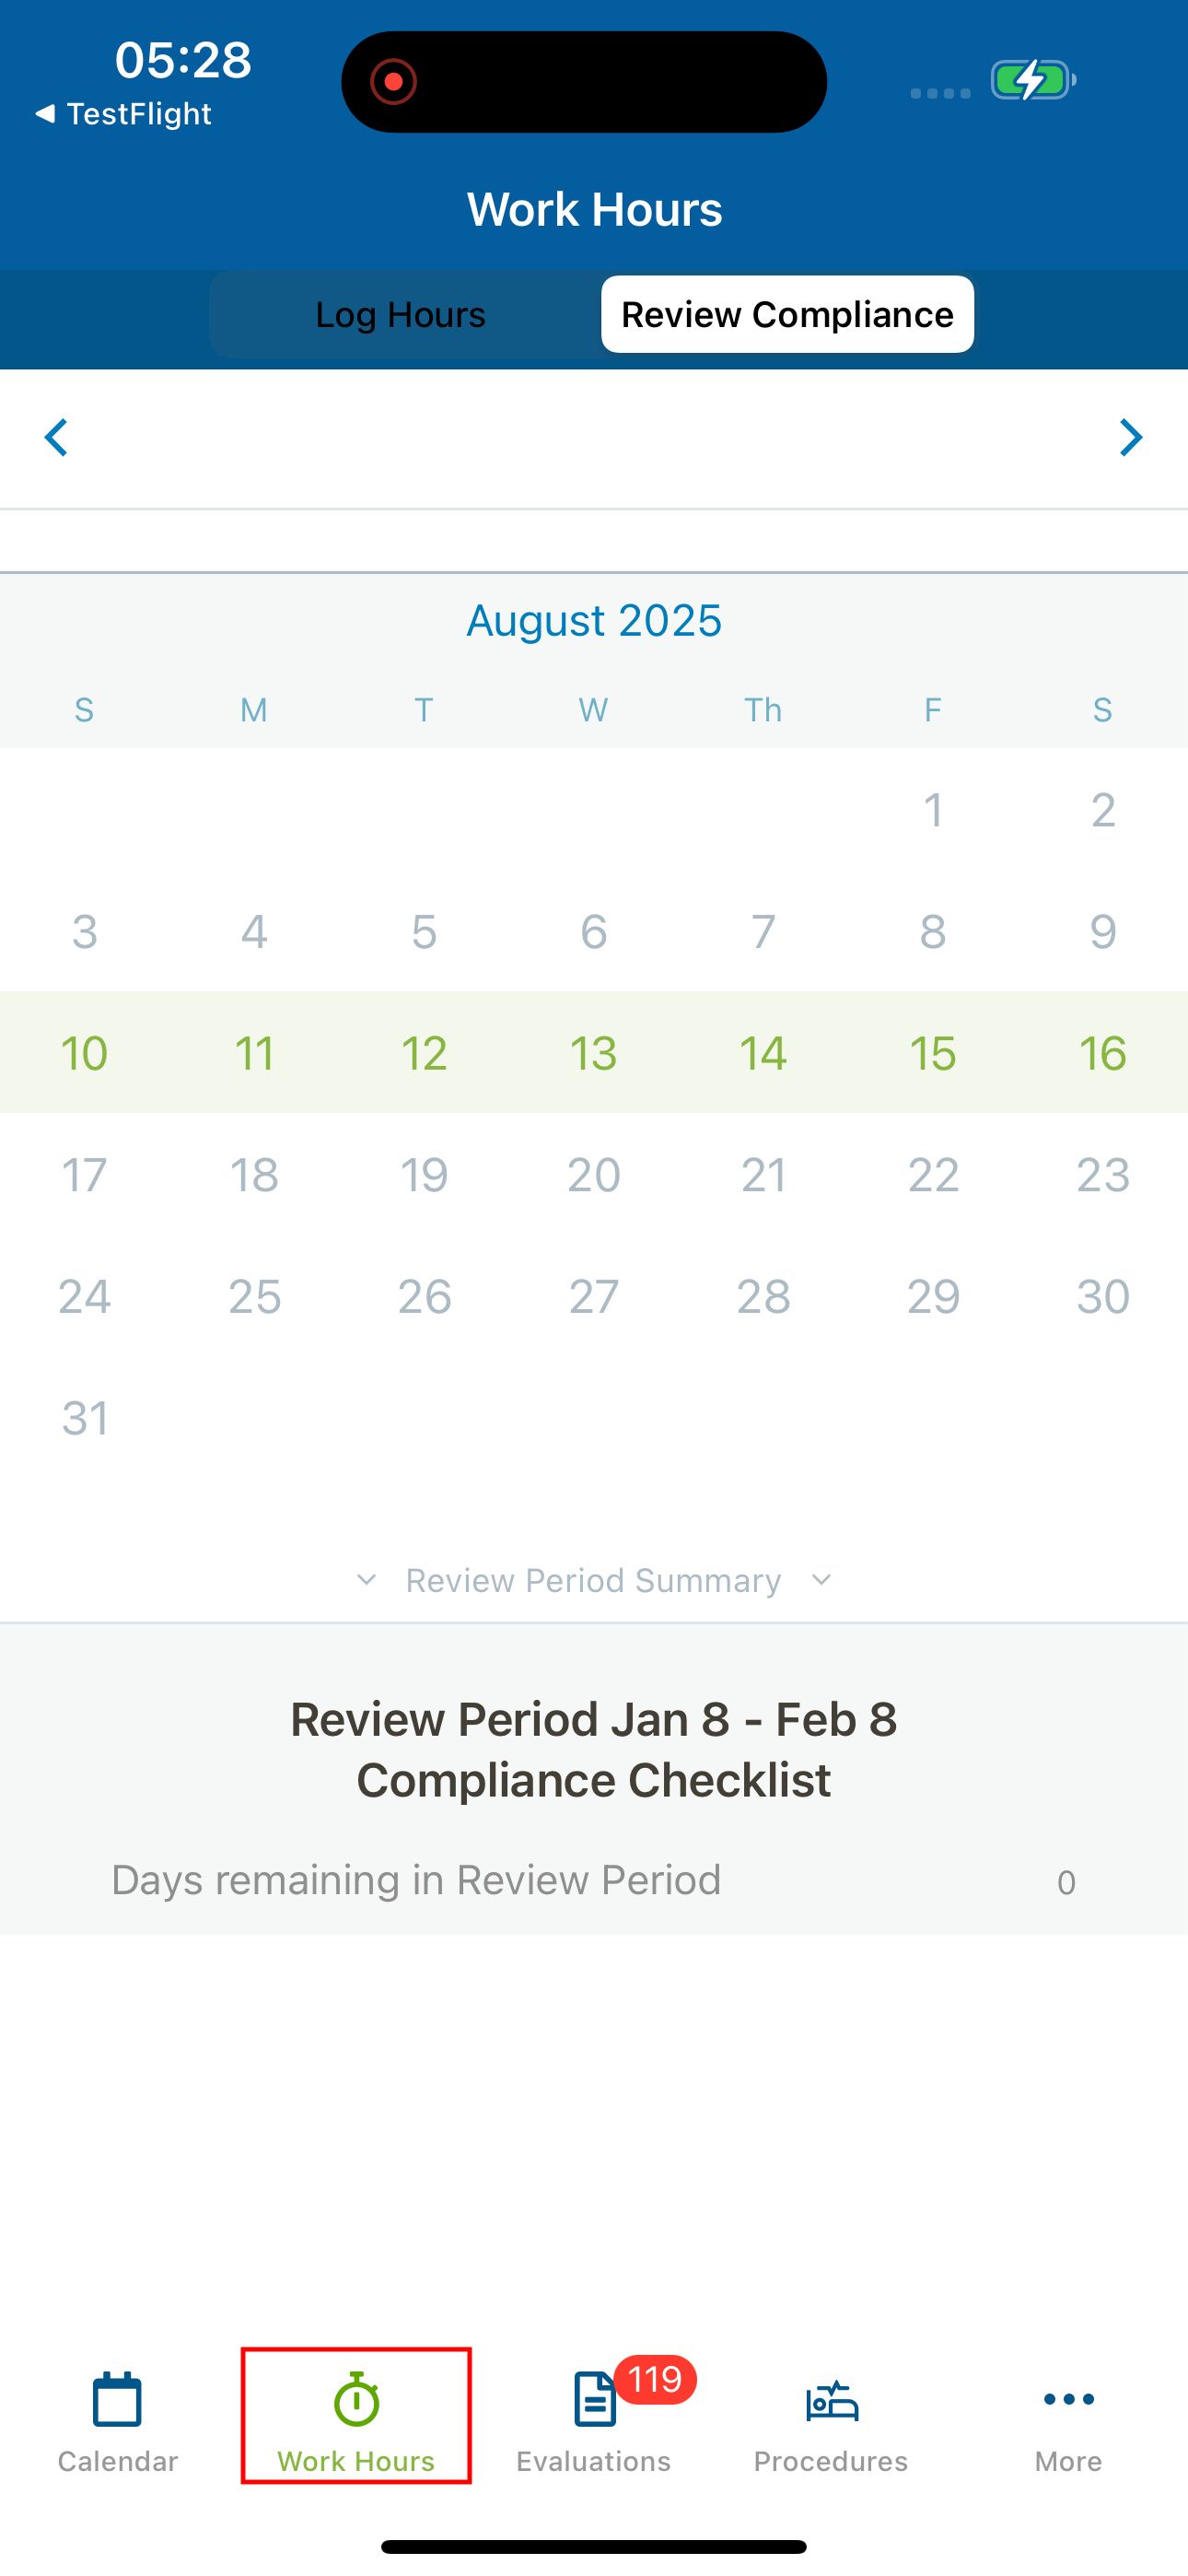 05:28
◀ TestFlight
Work Hours
Log Hours Review Compliance
August 2025
S M T W Th F S
1 2
3 4 5 6 7 8 9
10 11 12 13 14 15 16
17 18 19 20 21 22 23
24 25 26 27 28 29 30
31
Review Period Summary
Review Period Jan 8 - Feb 8
Compliance Checklist
Days remaining in Review Period 0
119
Calendar Work Hours Evaluations Procedures More